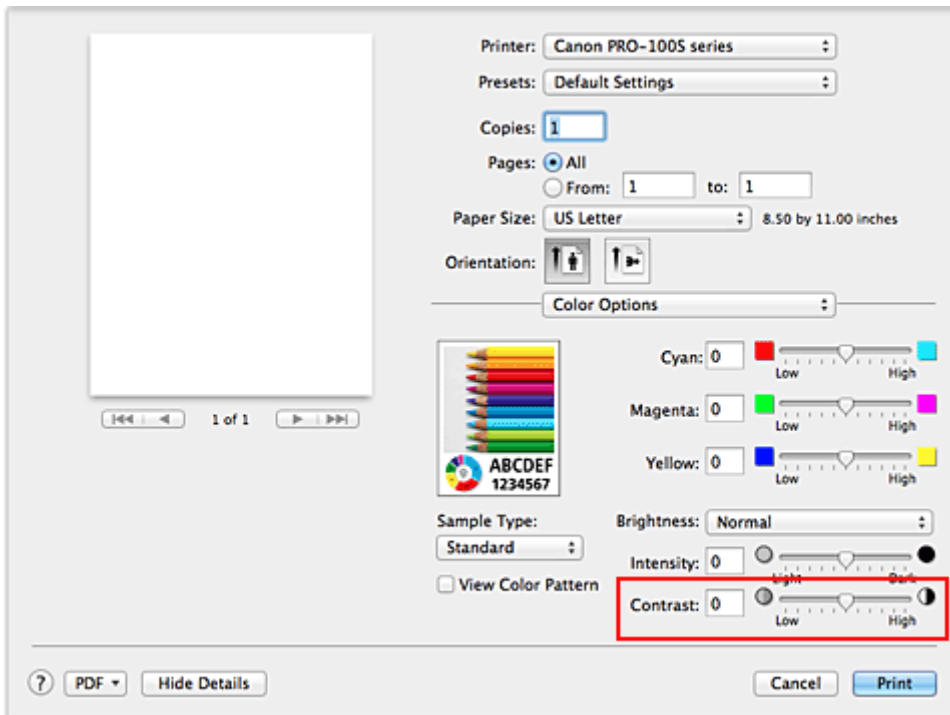 Printer: Canon PRO-100S series
Presets: Default Settings
Copies: 1
Pages: All
From: 1 to: 1
Paper Size: US Letter 8.50 by 11.00 inches
Orientation:
Color Options
1 of 1
Cyan: 0
Low High
Magenta: 0
Low High
Yellow: 0
Low High
ABCDEF
1234567
Sample Type:
Standard
View Color Pattern
Brightness: Normal
Intensity: 0
Light Dark
Contrast: 0
Low High
? PDF Hide Details Cancel Print